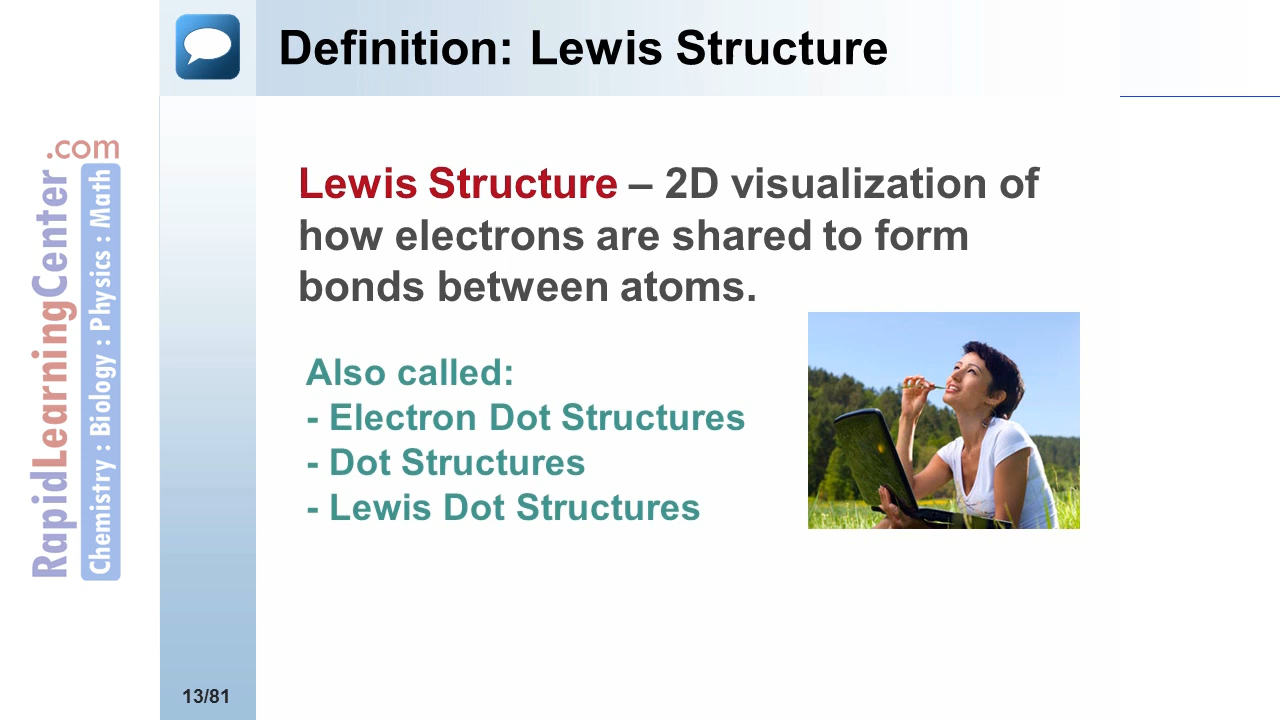 Definition: Lewis Structure
.com
RapidLearningCenter
Chemistry : Biology : Physics : Math
Lewis Structure – 2D visualization of
how electrons are shared to form
bonds between atoms.
Also called:
- Electron Dot Structures
- Dot Structures
- Lewis Dot Structures
13/81